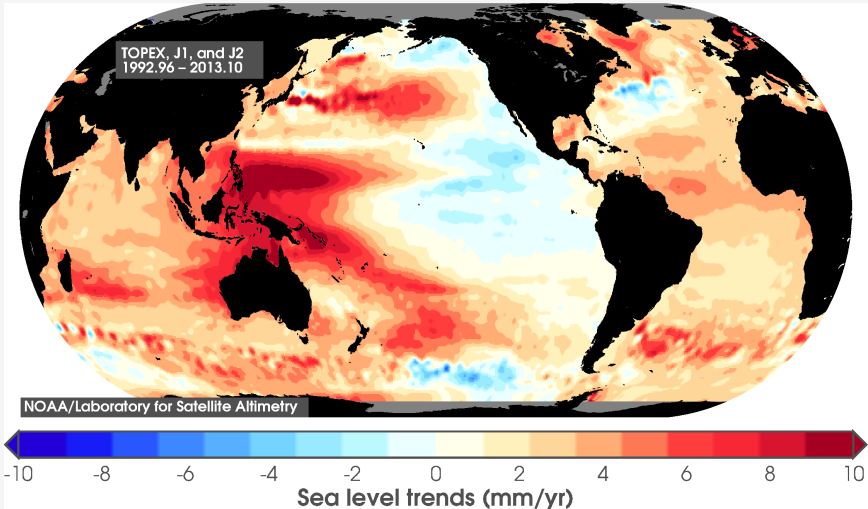 TOPEX, J1, and J2
1992.96 – 2013.10
NOAA/Laboratory for Satellite Altimetry
-10 -8 -6 -4 -2 0 2 4 6 8 10
Sea level trends (mm/yr)